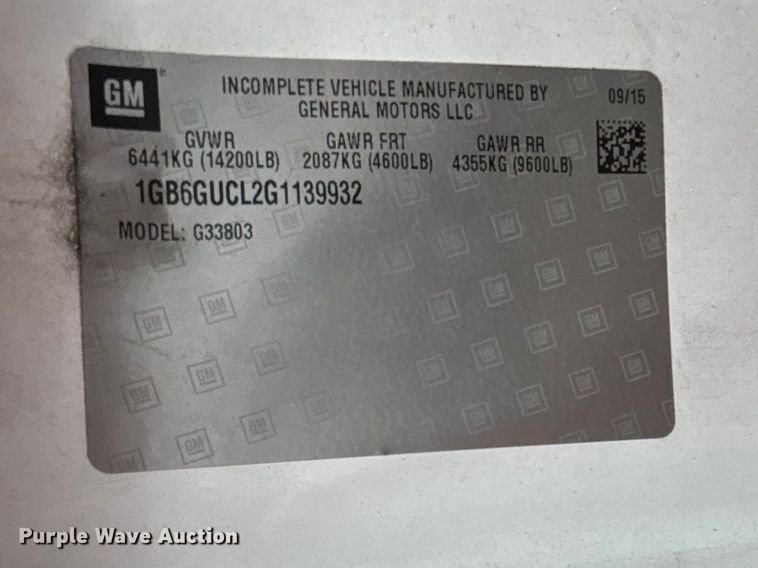 GM
INCOMPLETE VEHICLE MANUFACTURED BY
GENERAL MOTORS LLC
09/15
GVWR GAWR FRT GAWR RR
6441KG (14200LB) 2087KG (4600LB) 4355KG (9600LB)
1GB6GUCL2G1139932
MODEL: G33803
Purple Wave Auction